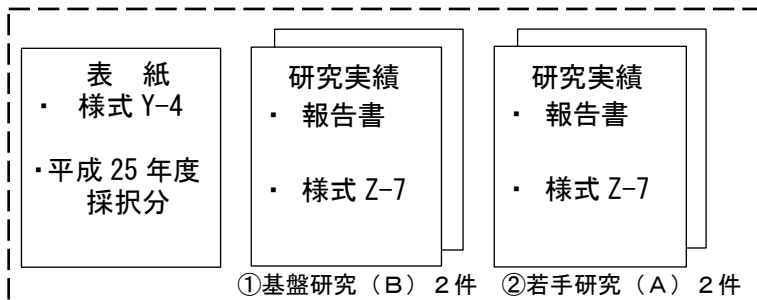 表　紙
・ 様式 Y-4
・平成 25 年度
採択分
研究実績
・ 報告書
・ 様式 Z-7
①基盤研究（B）２件
研究実績
・ 報告書
・ 様式 Z-7
②若手研究（A）２件